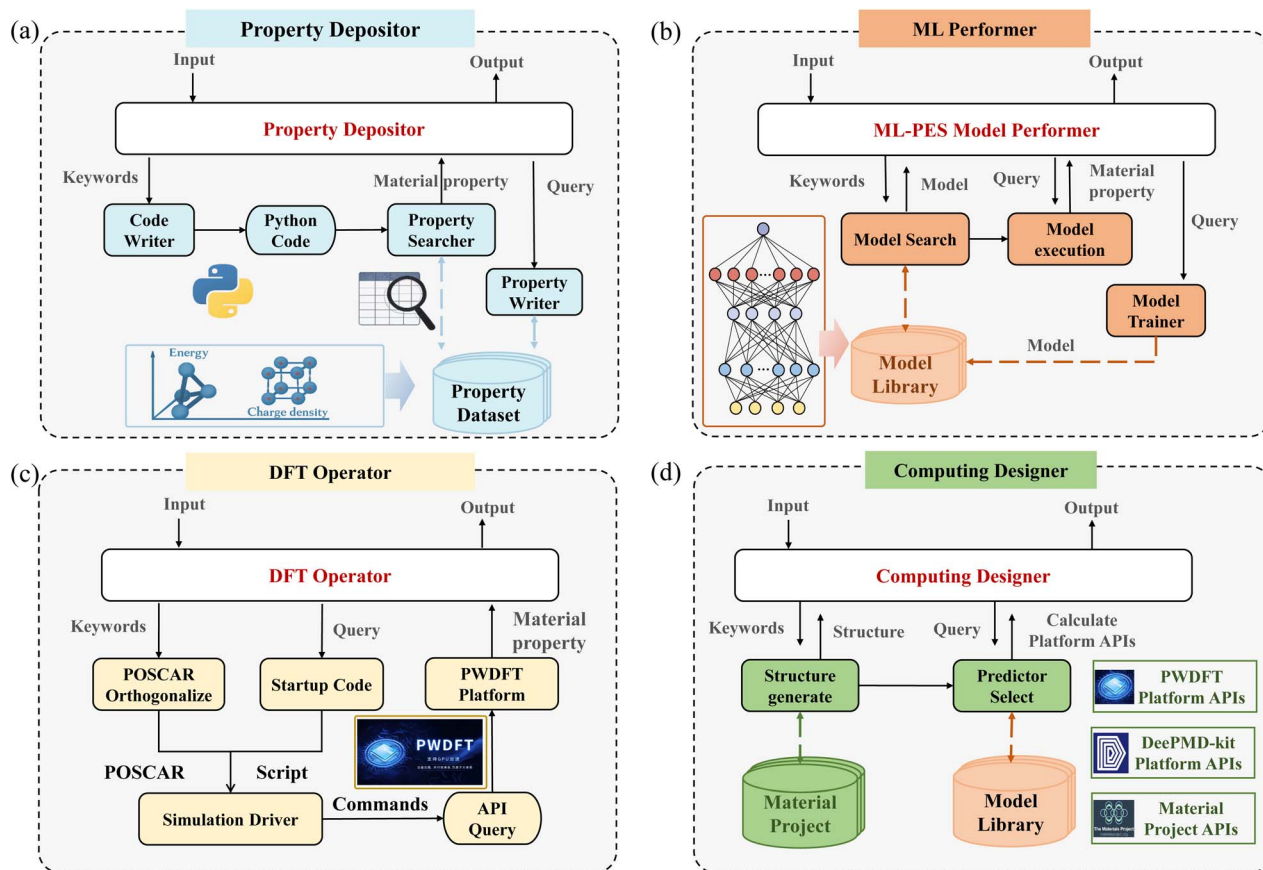 (a)
Property Depositor
Input
Output
Property Depositor
Keywords
Material property
Query
Code
Writer
Python
Code
Property
Searcher
Property
Writer
Energy
Charge density
Property
Dataset
(b)
ML Performer
Input
Output
ML-PES Model Performer
Keywords
Model
Query
Material
property
Query
Model Search
Model
execution
Model
Trainer
Model
Model
Library
(c)
DFT Operator
Input
Output
DFT Operator
Keywords
Query
Material
property
POSCAR
Orthogonalize
Startup Code
PWDFT
Platform
PWDFT
POSCAR
Script
Commands
Simulation Driver
API
Query
(d)
Computing Designer
Input
Output
Computing Designer
Keywords
Structure
Query
Calculate
Platform APIs
Structure
generate
Predictor
Select
Material
Project
Model
Library
PWDFT
Platform APIs
DeePMD-kit
Platform APIs
The Materials Project
Material
Project APIs